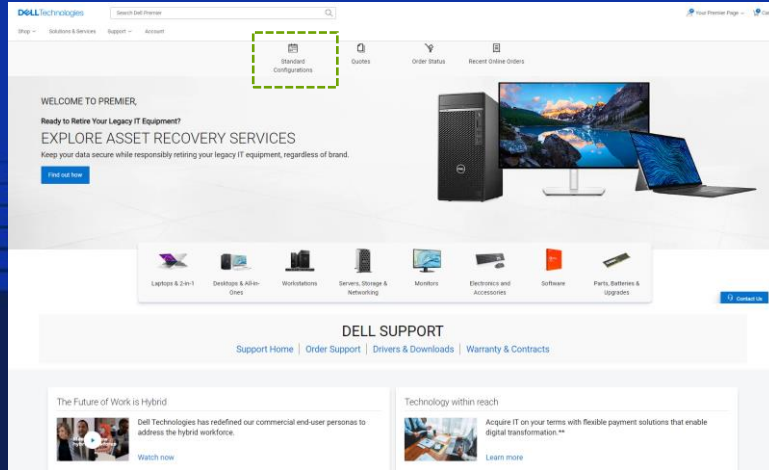 DELLTechnologies
Search Dell Premier
Your Premier Page
Shop
Solutions & Services
Support
Account
Standard
Configurations
Quotes
Order Status
Recent Online Orders
WELCOME TO PREMIER,
Ready to Retire Your Legacy IT Equipment?
EXPLORE ASSET RECOVERY SERVICES
Keep your data secure while responsibly retiring your legacy IT equipment, regardless of brand.
Find out how
Laptops & 2-in-1
Desktops & All-in-
Ones
Workstations
Servers, Storage &
Networking
Monitors
Electronics and
Accessories
Software
Parts, Batteries &
Upgrades
Contact Us
DELL SUPPORT
Support Home | Order Support | Drivers & Downloads | Warranty & Contracts
The Future of Work is Hybrid
Dell Technologies has redefined our commercial end-user personas to
address the hybrid workforce.
Watch now
Technology within reach
Acquire IT on your terms with flexible payment solutions that enable
digital transformation.**
Learn more